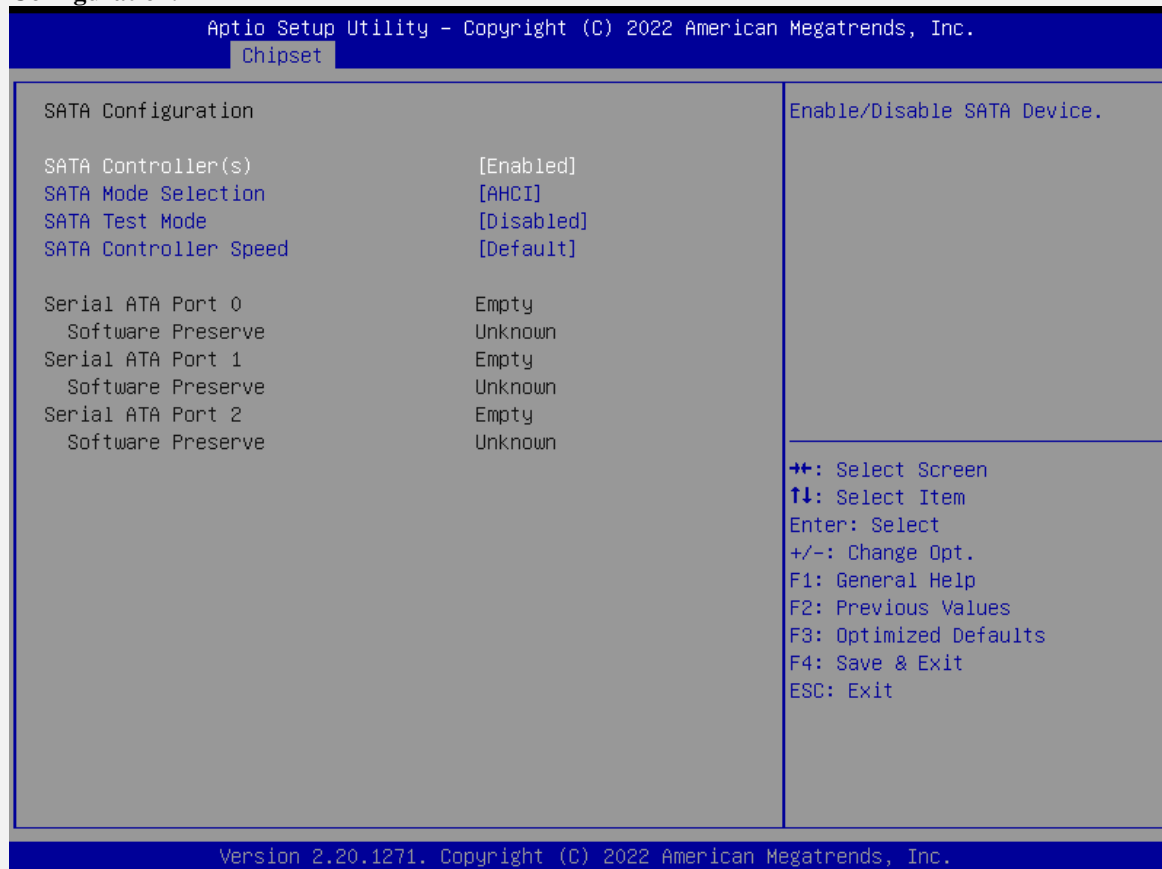 Aptio Setup Utility – Copyright (C) 2022 American Megatrends, Inc.
Chipset
SATA Configuration
SATA Controller(s) [Enabled]
SATA Mode Selection [AHCI]
SATA Test Mode [Disabled]
SATA Controller Speed [Default]
Serial ATA Port 0 Empty
Software Preserve Unknown
Serial ATA Port 1 Empty
Software Preserve Unknown
Serial ATA Port 2 Empty
Software Preserve Unknown
Enable/Disable SATA Device.
→←: Select Screen
↑↓: Select Item
Enter: Select
+/-: Change Opt.
F1: General Help
F2: Previous Values
F3: Optimized Defaults
F4: Save & Exit
ESC: Exit
Version 2.20.1271. Copyright (C) 2022 American Megatrends, Inc.